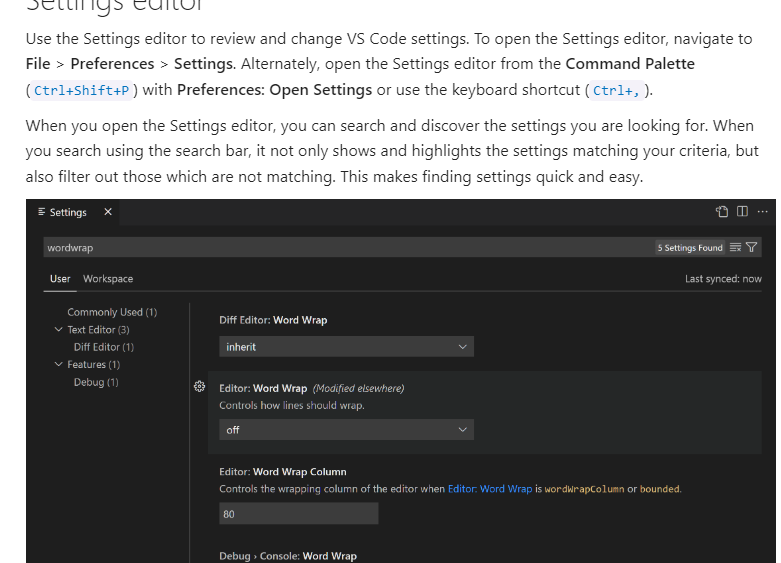 Settings editor
Use the Settings editor to review and change VS Code settings. To open the Settings editor, navigate to
File > Preferences > Settings. Alternately, open the Settings editor from the Command Palette
(Ctrl+Shift+P) with Preferences: Open Settings or use the keyboard shortcut (Ctrl+,).
When you open the Settings editor, you can search and discover the settings you are looking for. When
you search using the search bar, it not only shows and highlights the settings matching your criteria, but
also filter out those which are not matching. This makes finding settings quick and easy.
Settings
wordwrap
5 Settings Found
User Workspace
Last synced: now
Commonly Used (1)
Text Editor (3)
Diff Editor (1)
Features (1)
Debug (1)
Diff Editor: Word Wrap
inherit
Editor: Word Wrap (Modified elsewhere)
Controls how lines should wrap.
off
Editor: Word Wrap Column
Controls the wrapping column of the editor when Editor: Word Wrap is wordWrapColumn or bounded.
80
Debug › Console: Word Wrap